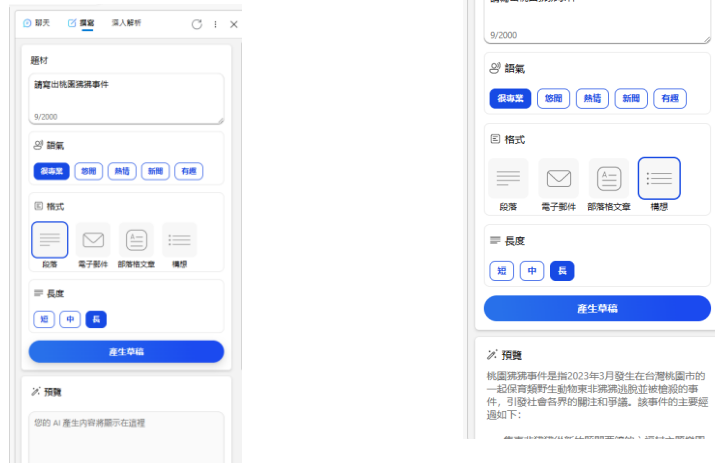 聊天 撰寫 深入解析
題材
請寫出桃園狒狒事件
9/2000
語氣
很專業 悠閒 熱情 新聞 有趣
格式
段落 電子郵件 部落格文章 構想
長度
短 中 長
產生草稿
預覽
您的 AI 產生內容將顯示在這裡
9/2000
語氣
很專業 悠閒 熱情 新聞 有趣
格式
段落 電子郵件 部落格文章 構想
長度
短 中 長
產生草稿
預覽
桃園狒狒事件是指2023年3月發生在台灣桃園市的
一起保育類野生動物東非狒狒逃脫並被槍殺的事
件，引發社會各界的關注和爭議。該事件的主要經
過如下：